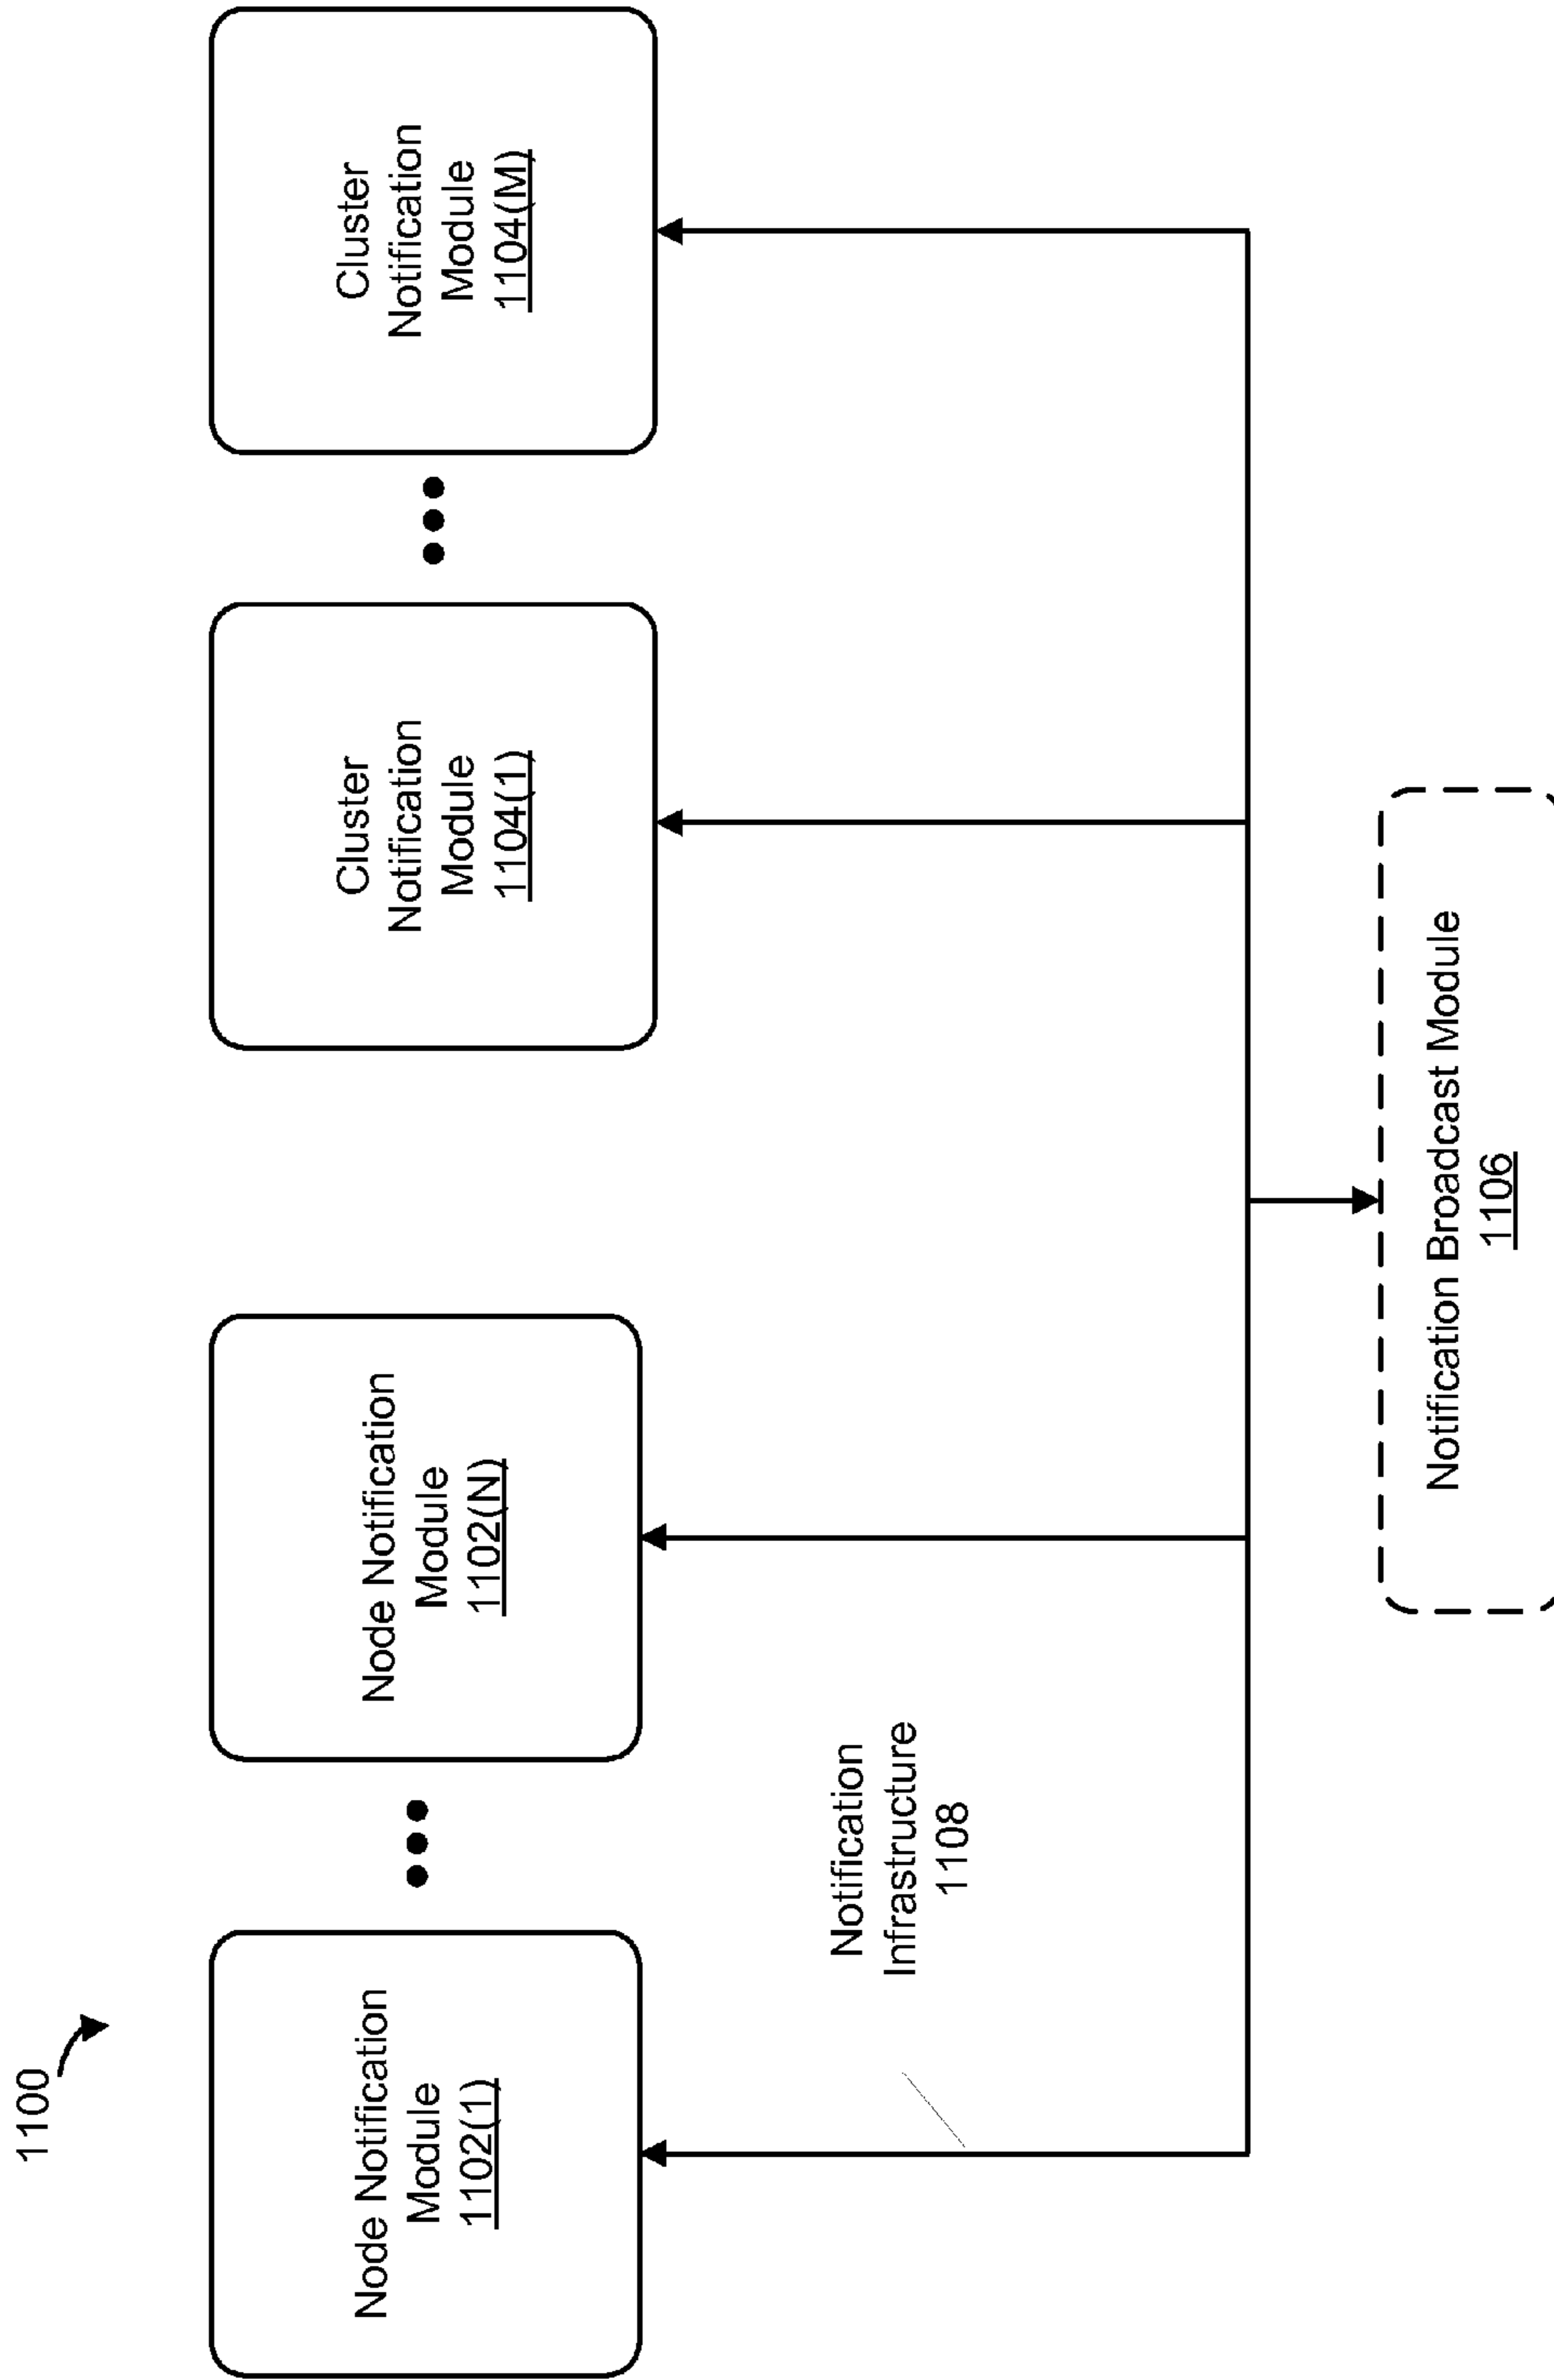 1100
Node Notification
Module
1102(1)
Node Notification
Module
1102(N)
Cluster
Notification
Module
1104(1)
Cluster
Notification
Module
1104(M)
Notification
Infrastructure
1108
Notification Broadcast Module
1106